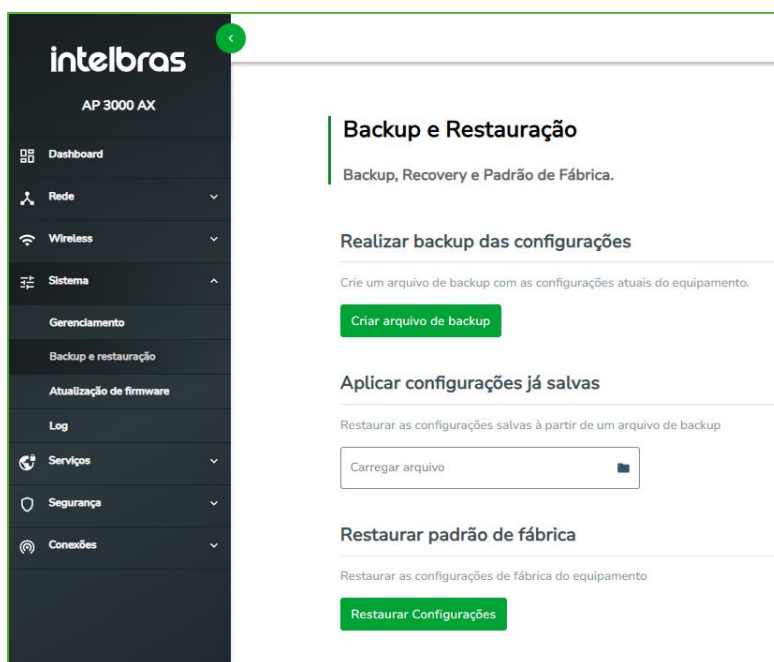 intelbras
AP 3000 AX
Dashboard
Rede
Wireless
Sistema
Gerenciamento
Backup e restauração
Atualização de firmware
Log
Serviços
Segurança
Conexões
Backup e Restauração
Backup, Recovery e Padrão de Fábrica.
Realizar backup das configurações
Crie um arquivo de backup com as configurações atuais do equipamento.
Criar arquivo de backup
Aplicar configurações já salvas
Restaurar as configurações salvas à partir de um arquivo de backup
Carregar arquivo
Restaurar padrão de fábrica
Restaurar as configurações de fábrica do equipamento
Restaurar Configurações